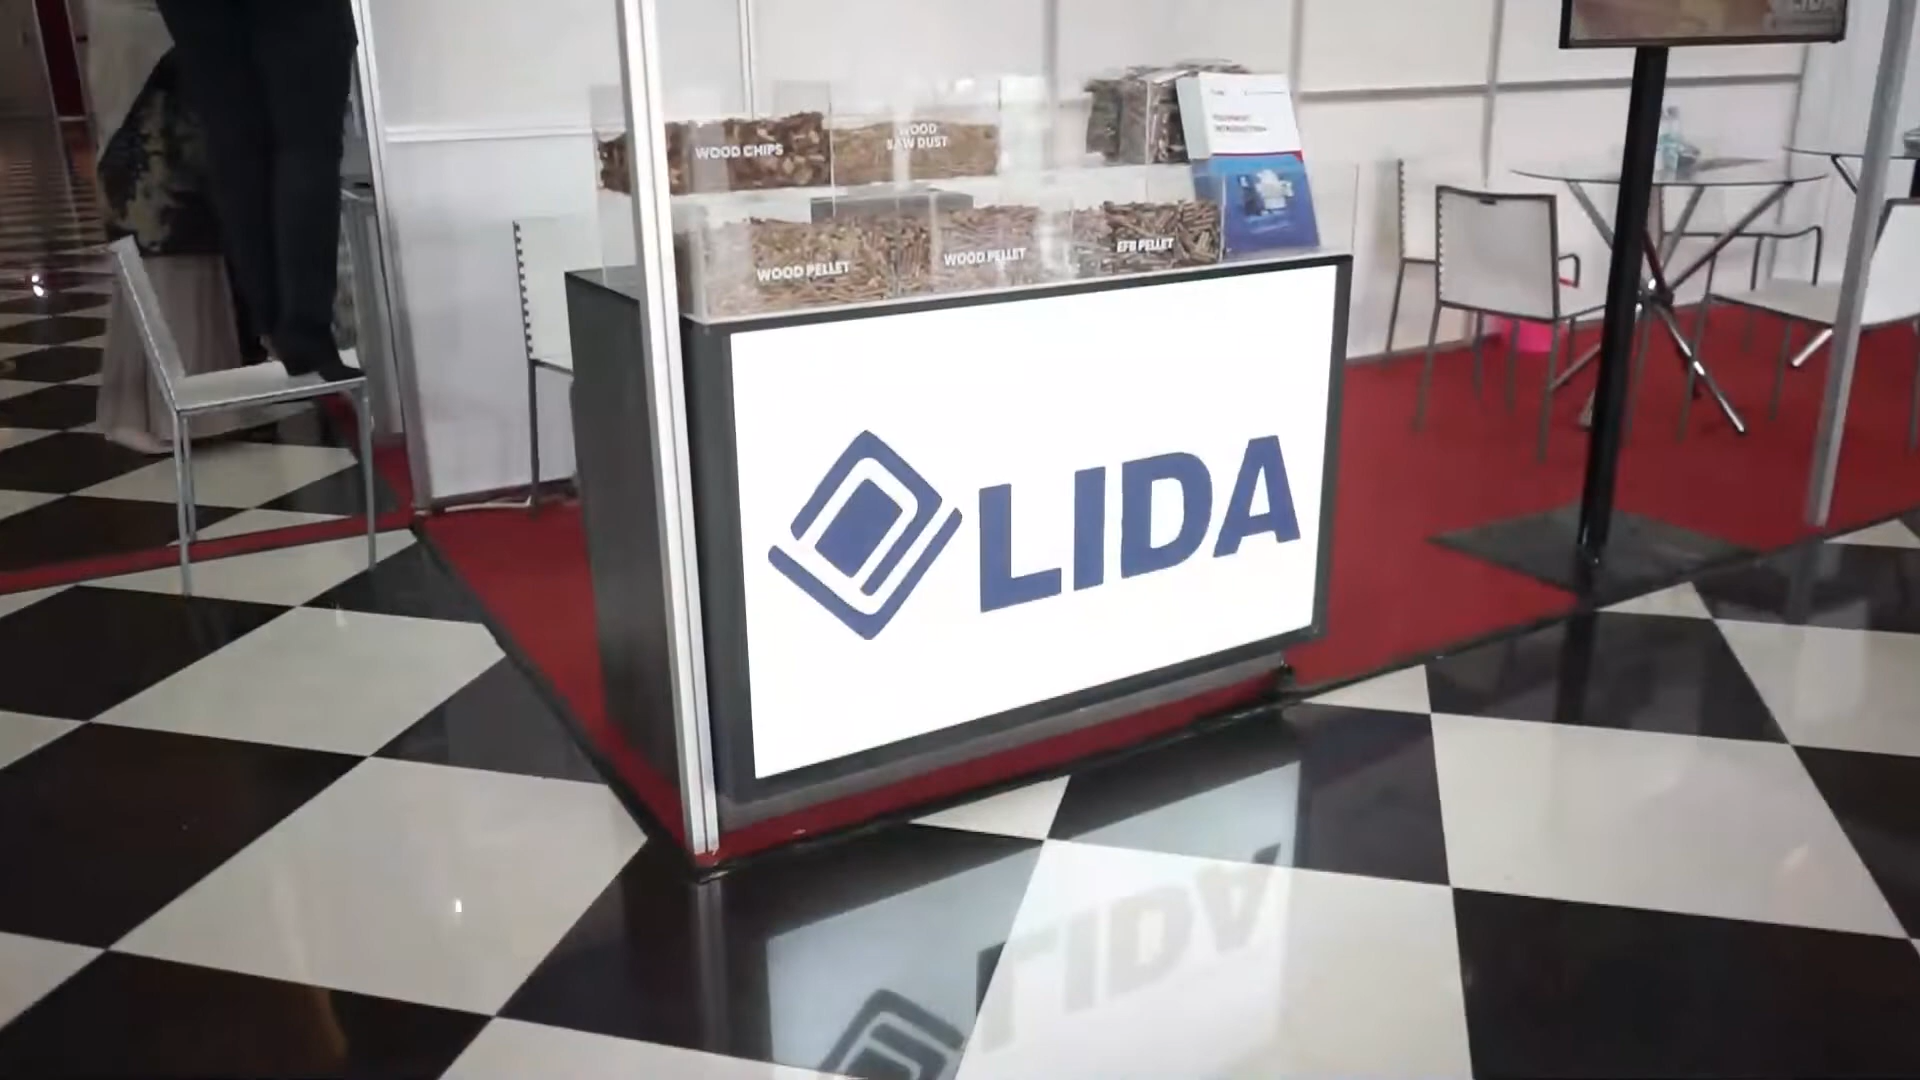 WOOD CHIPS
WOOD
SAW DUST
WOOD PELLET
WOOD PELLET
EFB PELLET
LIDA